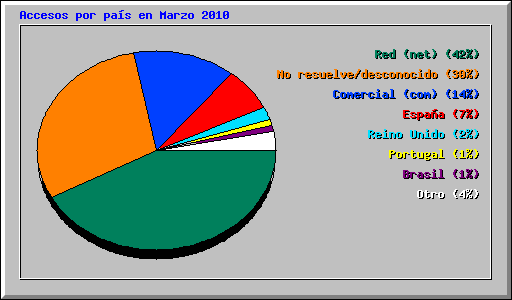 Accesos por país en Marzo 2010
Red (net) (42%)
No resuelve/desconocido (30%)
Comercial (com) (14%)
España (7%)
Reino Unido (2%)
Portugal (1%)
Brasil (1%)
Otro (4%)